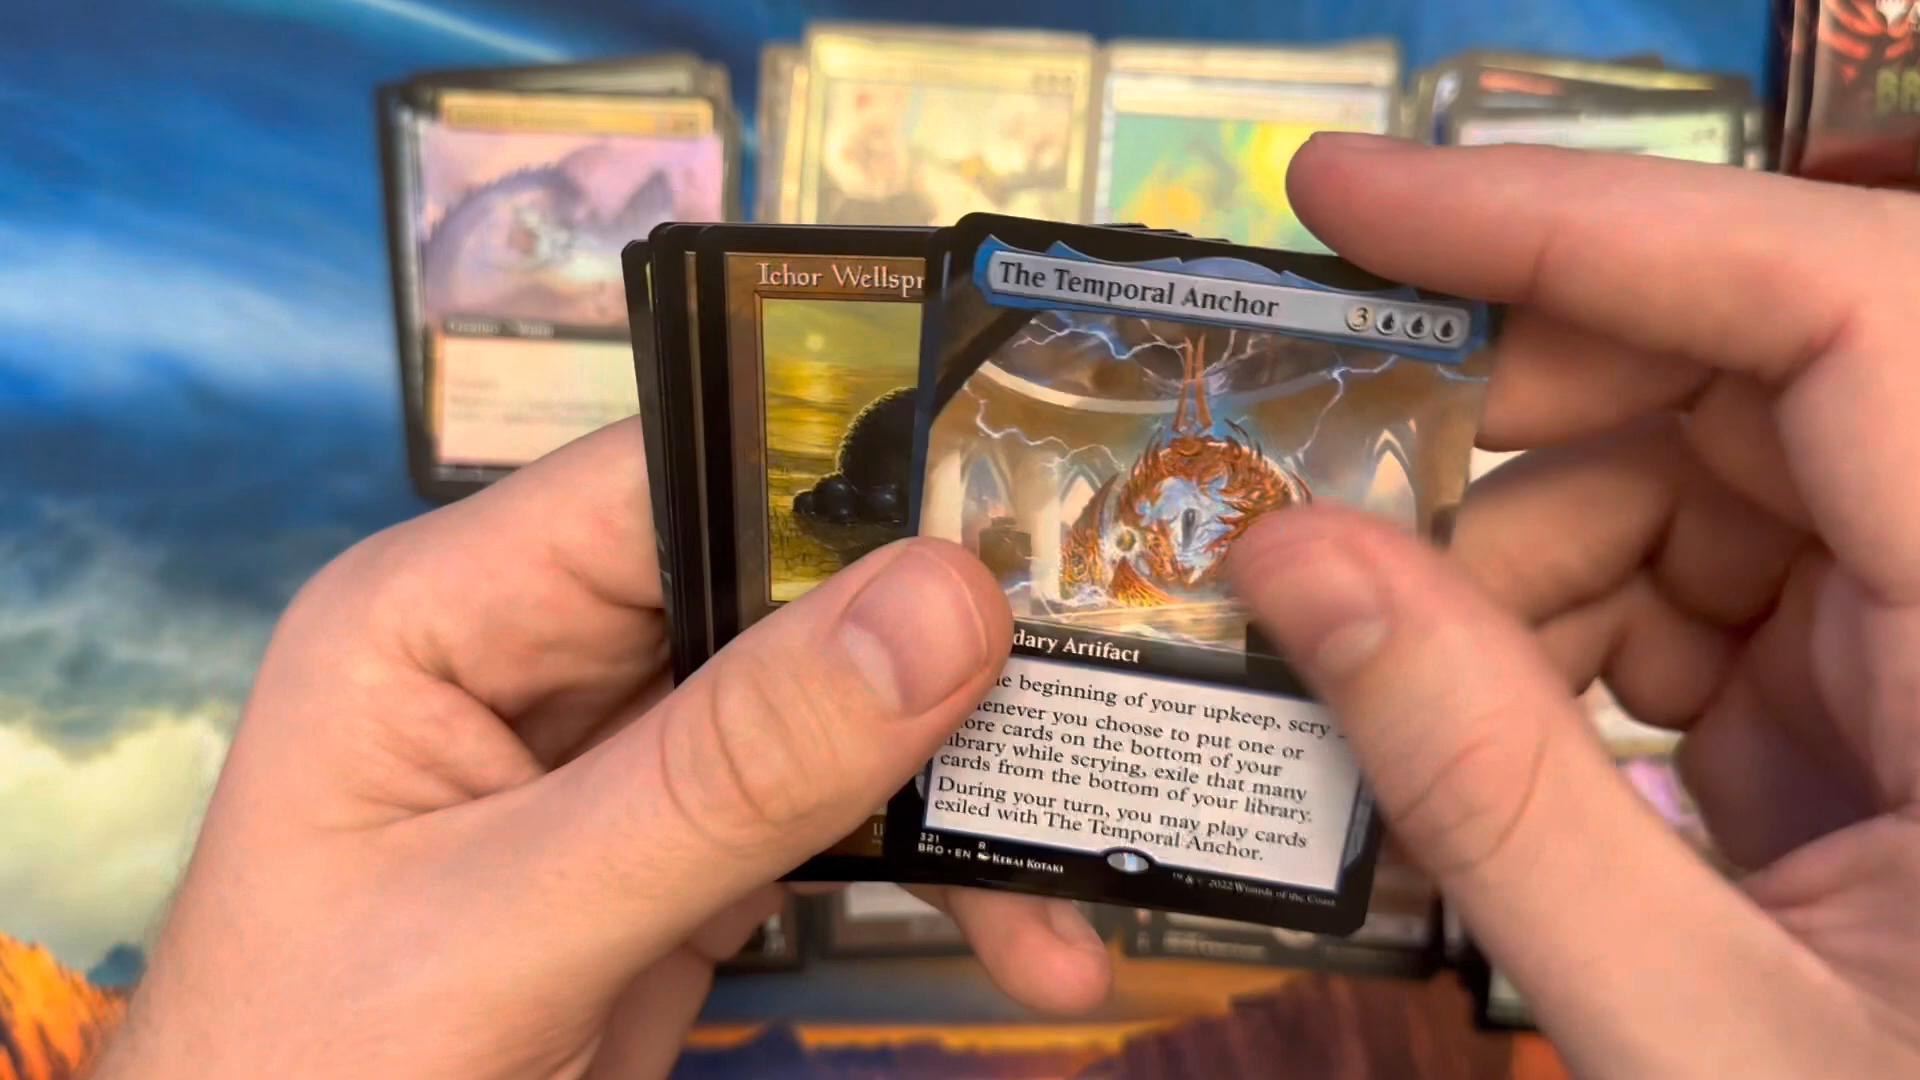 Ichor Wellspr
The Temporal Anchor 3
dary Artifact
e beginning of your upkeep, scry
enever you choose to put one or
ore cards on the bottom of your
ibrary while scrying, exile that many
cards from the bottom of your library.
During your turn, you may play cards
exiled with The Temporal Anchor.
321 R
BRO • EN KEKAI KOTAKI
™ & © 2022 Wizards of the Coast